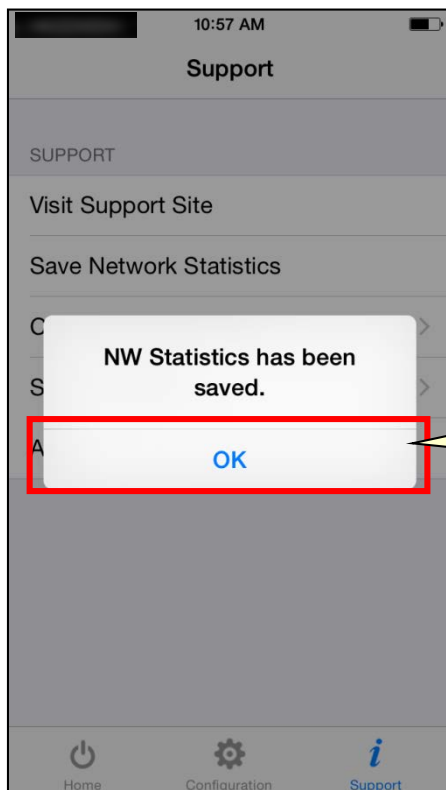 10:57 AM
Support
SUPPORT
Visit Support Site
Save Network Statistics
NW Statistics has been
saved.
OK
Home
Configuration
Support